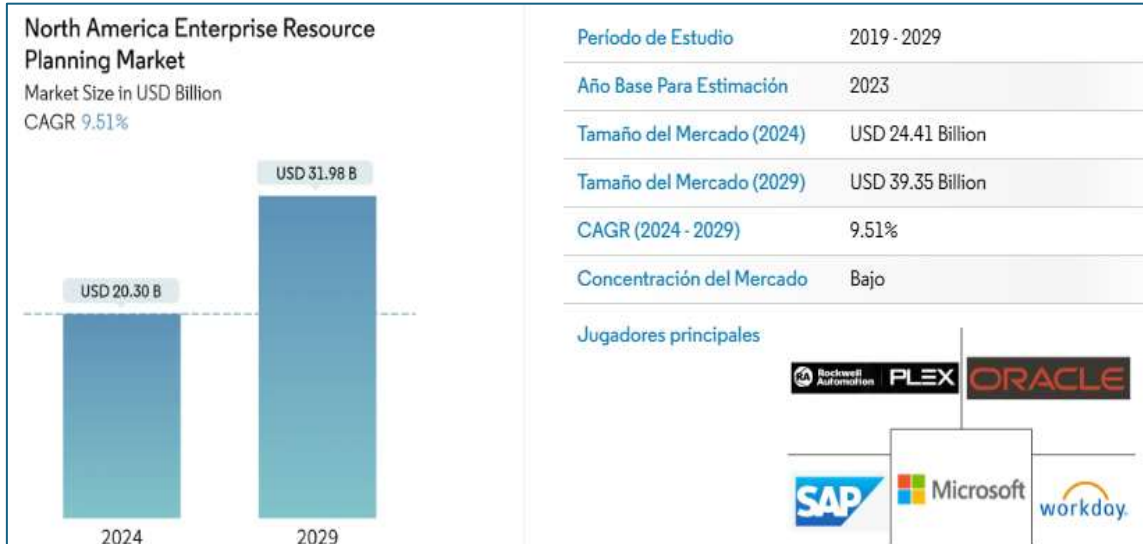 North America Enterprise Resource
Planning Market
Market Size in USD Billion
CAGR 9.51%
USD 31.98 B
USD 20.30 B
2024 2029
Período de Estudio 2019 - 2029
Año Base Para Estimación 2023
Tamaño del Mercado (2024) USD 24.41 Billion
Tamaño del Mercado (2029) USD 39.35 Billion
CAGR (2024 - 2029) 9.51%
Concentración del Mercado Bajo
Jugadores principales
RA Rockwell Automation PLEX ORACLE
SAP Microsoft workday.